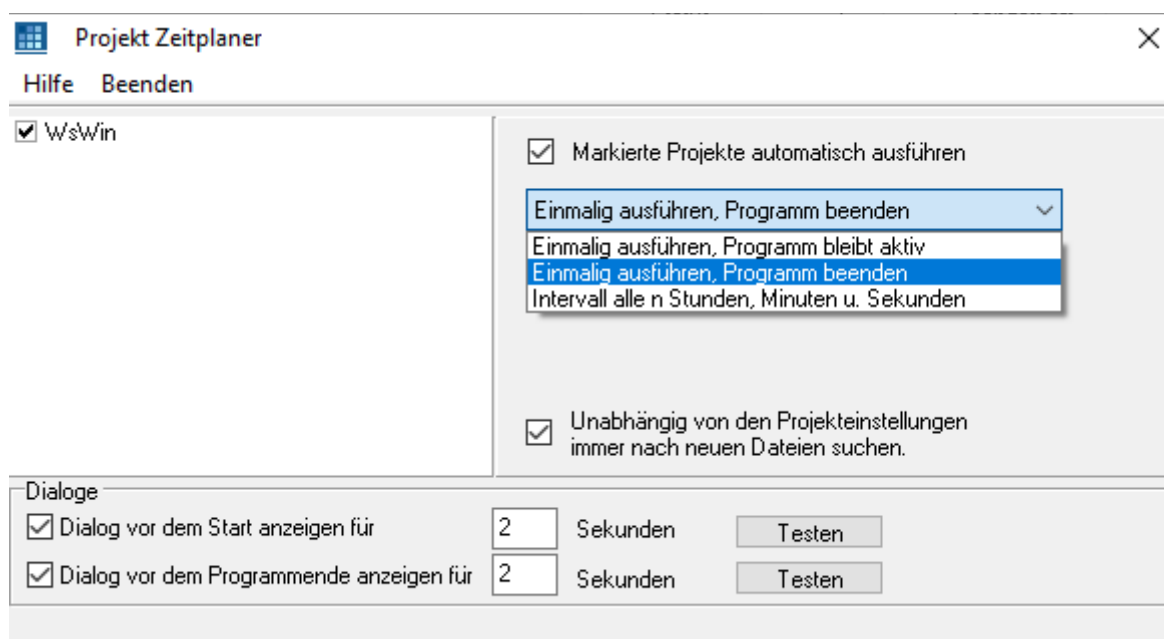 Projekt Zeitplaner
Hilfe Beenden
WsWin
Markierte Projekte automatisch ausführen
Einmalig ausführen, Programm beenden
Einmalig ausführen, Programm bleibt aktiv
Einmalig ausführen, Programm beenden
Intervall alle n Stunden, Minuten u. Sekunden
Unabhängig von den Projekteinstellungen
immer nach neuen Dateien suchen.
Dialoge
Dialog vor dem Start anzeigen für 2 Sekunden Testen
Dialog vor dem Programmende anzeigen für 2 Sekunden Testen